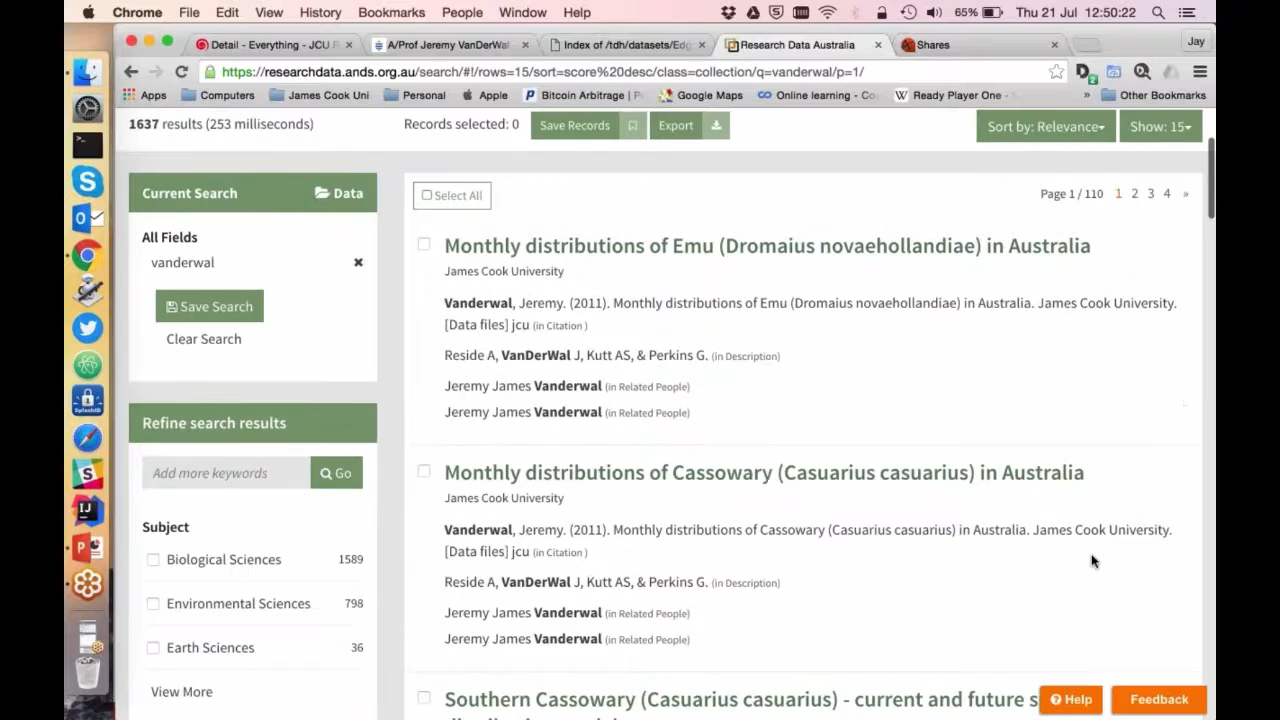 Chrome File Edit View History Bookmarks People Window Help 65% Thu 21 Jul 12:50:22
Detail - Everything - JCU R A/Prof Jeremy VanDerWal Index of /tdh/datasets/Edg Research Data Australia Shares Jay
https://researchdata.ands.org.au/search/#!/rows=15/sort=score%20desc/class=collection/q=vanderwal/p=1/
Apps Computers James Cook Uni Personal Apple Bitcoin Arbitrage | P Google Maps Online learning - Co Ready Player One - » Other Bookmarks
1637 results (253 milliseconds) Records selected: 0 Save Records Export Sort by: Relevance Show: 15
Current Search Data
All Fields
vanderwal
Save Search
Clear Search
Refine search results
Add more keywords Go
Subject
Biological Sciences 1589
Environmental Sciences 798
Earth Sciences 36
View More
Select All Page 1 / 110 1 2 3 4 »
Monthly distributions of Emu (Dromaius novaehollandiae) in Australia
James Cook University
Vanderwal, Jeremy. (2011). Monthly distributions of Emu (Dromaius novaehollandiae) in Australia. James Cook University.
[Data files] jcu (in Citation )
Reside A, VanDerWal J, Kutt AS, & Perkins G. (in Description)
Jeremy James Vanderwal (in Related People)
Jeremy James Vanderwal (in Related People)
Monthly distributions of Cassowary (Casuarius casuarius) in Australia
James Cook University
Vanderwal, Jeremy. (2011). Monthly distributions of Cassowary (Casuarius casuarius) in Australia. James Cook University.
[Data files] jcu (in Citation )
Reside A, VanDerWal J, Kutt AS, & Perkins G. (in Description)
Jeremy James Vanderwal (in Related People)
Jeremy James Vanderwal (in Related People)
Southern Cassowary (Casuarius casuarius) - current and future s
Help Feedback